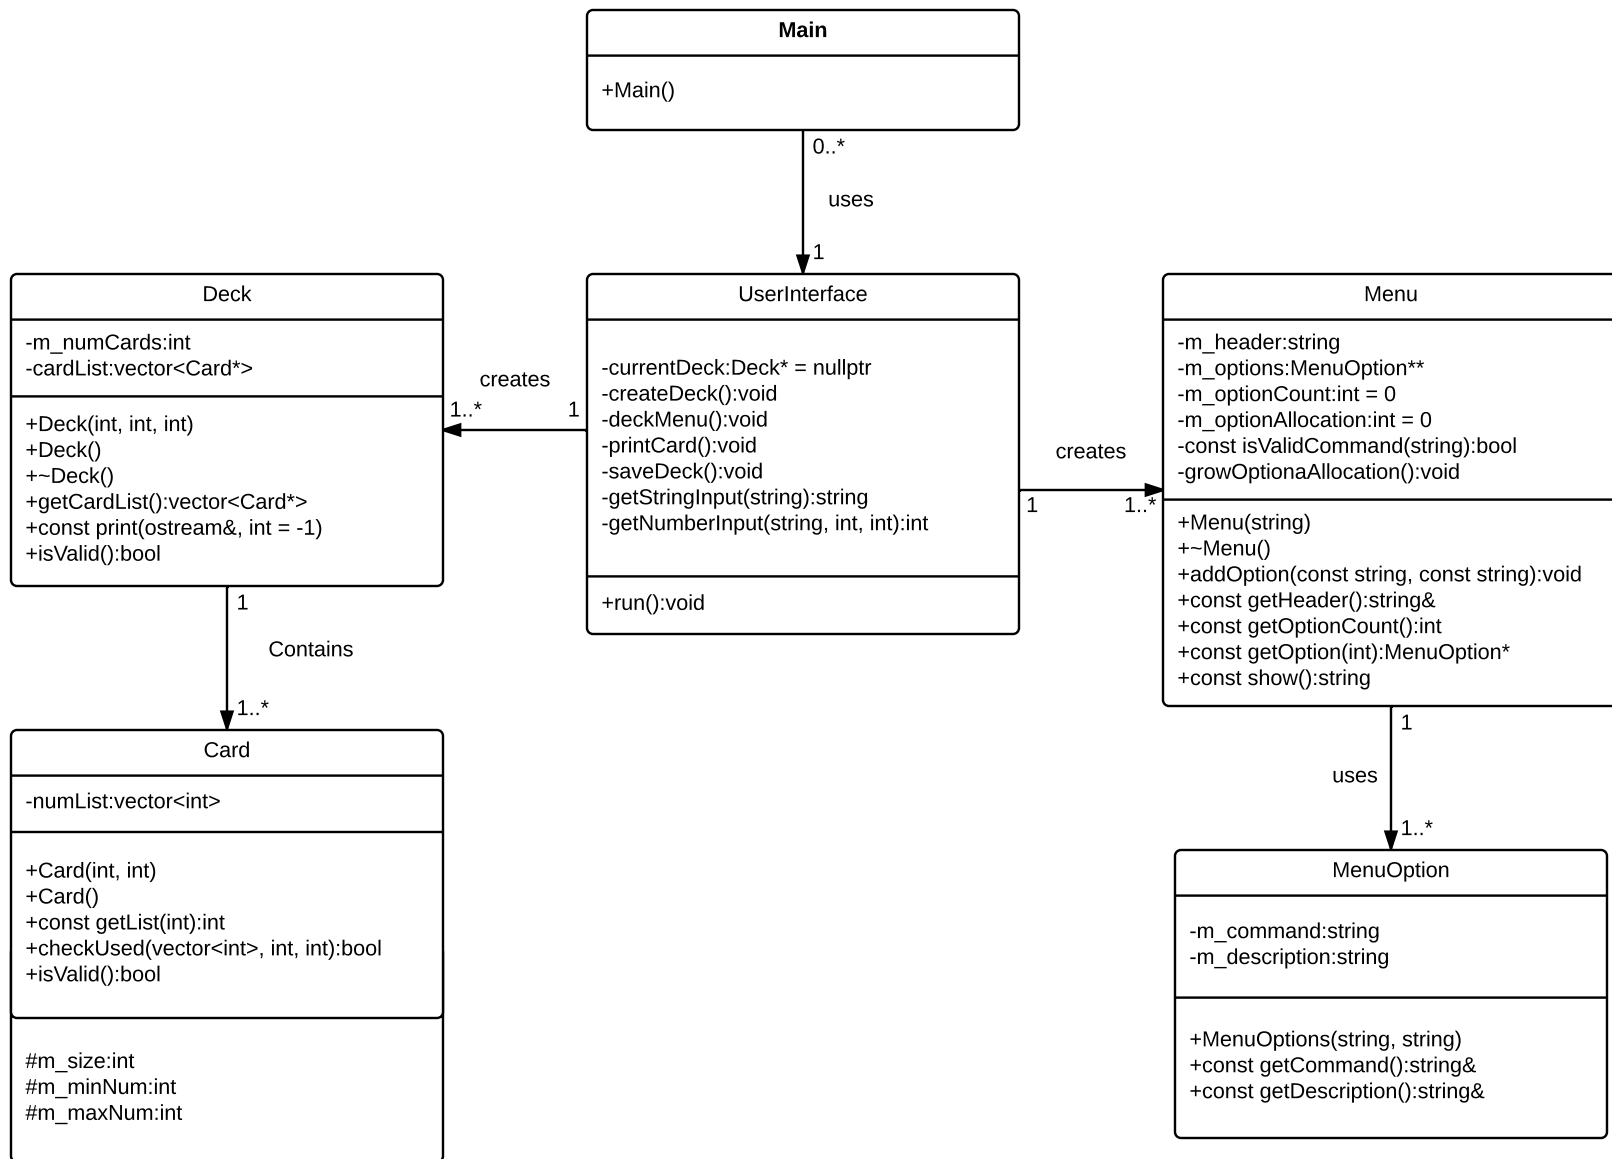 Main
+Main()
0..*
uses
1
Deck
-m_numCards:int
-cardList:vector<Card*>
+Deck(int, int, int)
+Deck()
+~Deck()
+getCardList():vector<Card*>
+const print(ostream&, int = -1)
+isValid():bool
creates
1..*
1
UserInterface
-currentDeck:Deck* = nullptr
-createDeck():void
-deckMenu():void
-printCard():void
-saveDeck():void
-getStringInput(string):string
-getNumberInput(string, int, int):int
+run():void
creates
1
1..*
Menu
-m_header:string
-m_options:MenuOption**
-m_optionCount:int = 0
-m_optionAllocation:int = 0
-const isValidCommand(string):bool
-growOptionaAllocation():void
+Menu(string)
+~Menu()
+addOption(const string, const string):void
+const getHeader():string&
+const getOptionCount():int
+const getOption(int):MenuOption*
+const show():string
1
Contains
1..*
Card
-numList:vector<int>
+Card(int, int)
+Card()
+const getList(int):int
+checkUsed(vector<int>, int, int):bool
+isValid():bool
#m_size:int
#m_minNum:int
#m_maxNum:int
1
uses
1..*
MenuOption
-m_command:string
-m_description:string
+MenuOptions(string, string)
+const getCommand():string&
+const getDescription():string&